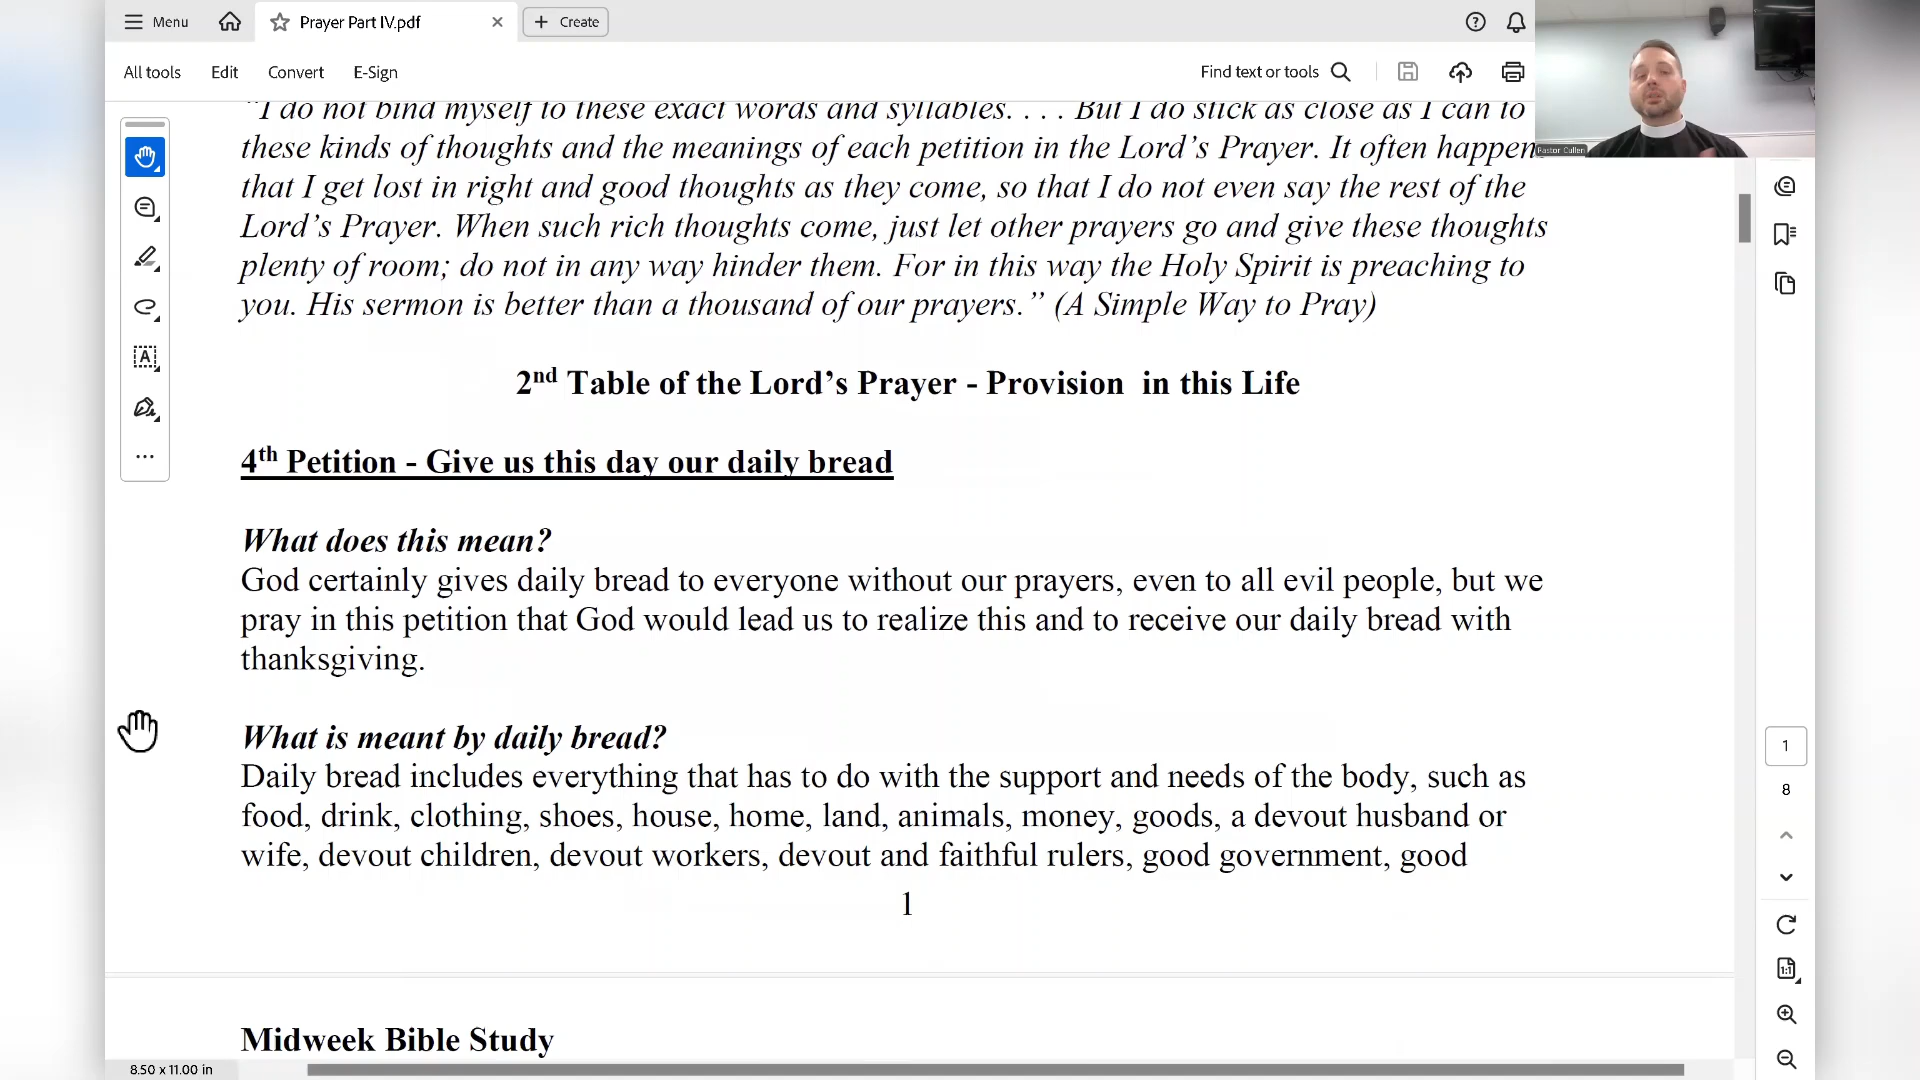 Menu
Prayer Part IV.pdf
Create
All tools
Edit
Convert
E-Sign
Find text or tools
Pastor Cullen
"I do not bind myself to these exact words and syllables. . . . But I do stick as close as I can to
these kinds of thoughts and the meanings of each petition in the Lord's Prayer. It often happen
that I get lost in right and good thoughts as they come, so that I do not even say the rest of the
Lord's Prayer. When such rich thoughts come, just let other prayers go and give these thoughts
plenty of room; do not in any way hinder them. For in this way the Holy Spirit is preaching to
you. His sermon is better than a thousand of our prayers." (A Simple Way to Pray)
2nd Table of the Lord's Prayer - Provision in this Life
4th Petition - Give us this day our daily bread
What does this mean?
God certainly gives daily bread to everyone without our prayers, even to all evil people, but we
pray in this petition that God would lead us to realize this and to receive our daily bread with
thanksgiving.
What is meant by daily bread?
Daily bread includes everything that has to do with the support and needs of the body, such as
food, drink, clothing, shoes, house, home, land, animals, money, goods, a devout husband or
wife, devout children, devout workers, devout and faithful rulers, good government, good
1
Midweek Bible Study
8.50 x 11.00 in
1
8